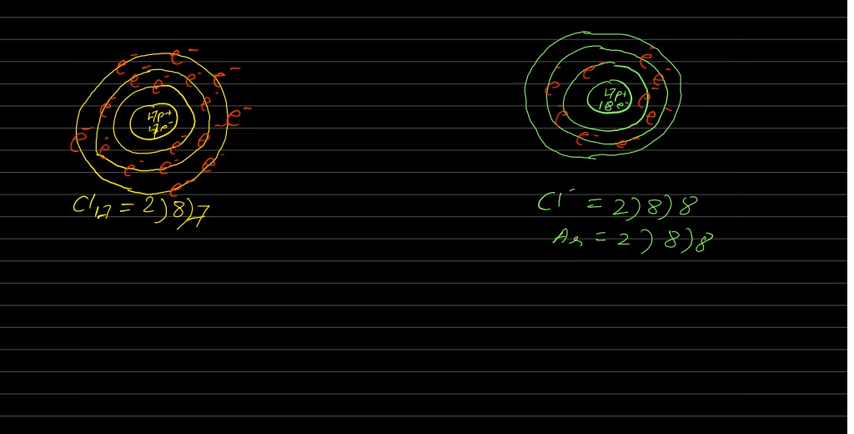 e⁻ e⁻
e⁻ e⁻ e⁻
e⁻ e⁻ e⁻
e⁻ 17p+ e⁻
17e⁻
e⁻ e⁻ e⁻
e⁻ e⁻ e⁻
e⁻
Cl₁₇ = 2)8)7
e⁻
e⁻ e⁻
e⁻ 17p+ e⁻
e⁻ 18e⁻ e⁻
e⁻ e⁻
Cl⁻ = 2)8)8
Ar = 2)8)8